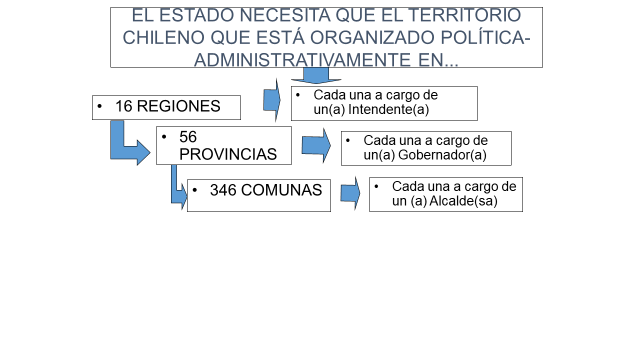 EL ESTADO NECESITA QUE EL TERRITORIO
CHILENO QUE ESTÁ ORGANIZADO POLÍTICA-
ADMINISTRATIVAMENTE EN...
• Cada una a cargo de
un(a) Intendente(a)
• 16 REGIONES
• 56
PROVINCIAS
• Cada una a cargo de
un(a) Gobernador(a)
• 346 COMUNAS
• Cada una a cargo de
un (a) Alcalde(sa)